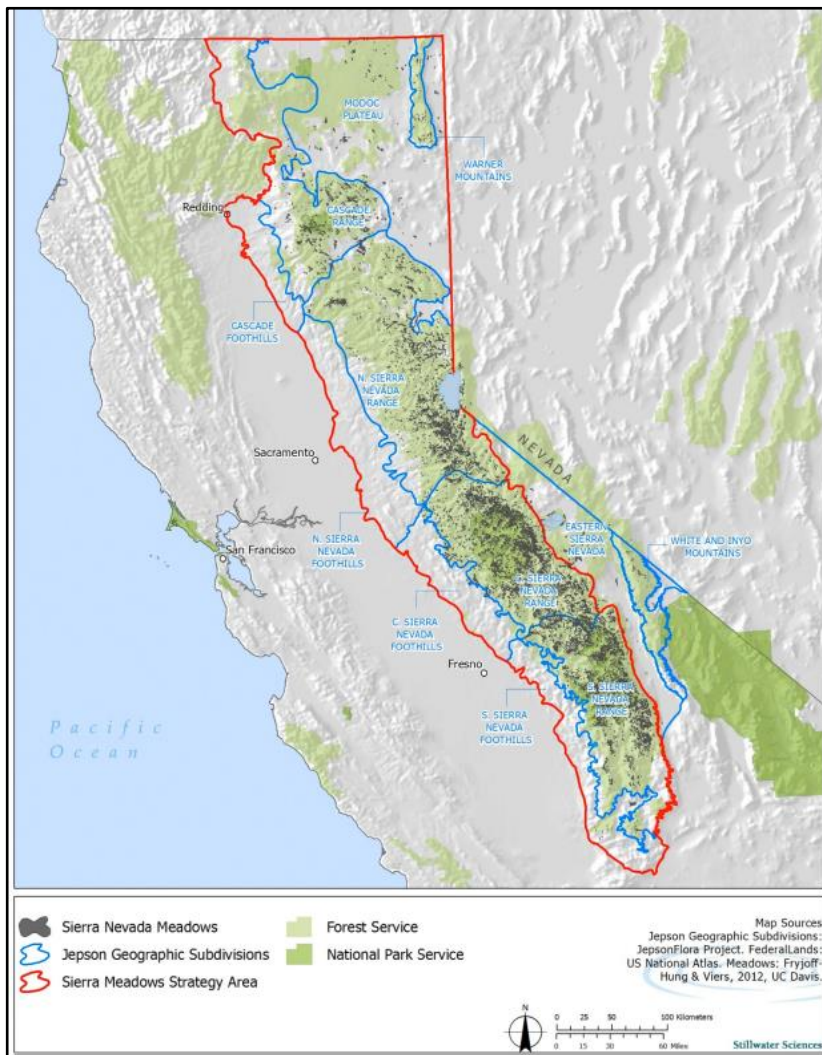 MODOC
PLATEAU
WARNER
MOUNTAINS
Redding
CASCADE
RANGE
CASCADE
FOOTHILLS
N. SIERRA
NEVADA
RANGE
NEVADA
Sacramento
EASTERN
SIERRA
NEVADA
WHITE AND INYO
MOUNTAINS
N. SIERRA
NEVADA
FOOTHILLS
San Francisco
C. SIERRA
NEVADA
RANGE
C. SIERRA
NEVADA
FOOTHILLS
Fresno
S. SIERRA
NEVADA
RANGE
S. SIERRA
NEVADA
FOOTHILLS
Pacific
Ocean
Sierra Nevada Meadows
Jepson Geographic Subdivisions
Sierra Meadows Strategy Area
Forest Service
National Park Service
Map Sources
Jepson Geographic Subdivisions:
JepsonFlora Project. FederalLands:
US National Atlas. Meadows: Fryjoff-
Hung & Viers, 2012, UC Davis.
N
0 25 50 100 Kilometers
0 15 30 60 Miles
Stillwater Sciences